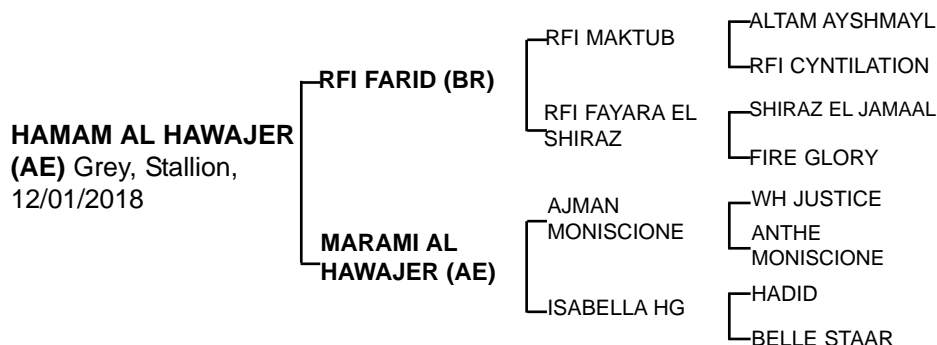 HAMAM AL HAWAJER
(AE) Grey, Stallion,
12/01/2018
RFI FARID (BR)
MARAMI AL
HAWAJER (AE)
RFI MAKTUB
RFI FAYARA EL
SHIRAZ
AJMAN
MONISCIONE
ISABELLA HG
ALTAM AYSHMAYL
RFI CYNTILATION
SHIRAZ EL JAMAAL
FIRE GLORY
WH JUSTICE
ANTHE
MONISCIONE
HADID
BELLE STAAR